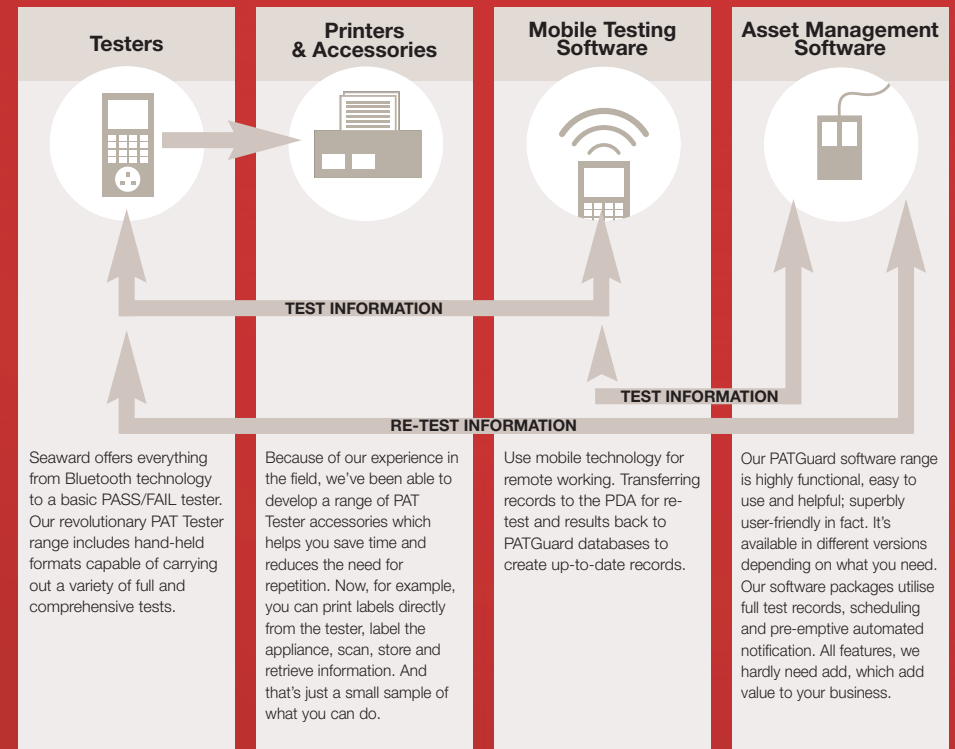 Testers
Printers
& Accessories
Mobile Testing
Software
Asset Management
Software
TEST INFORMATION
TEST INFORMATION
RE-TEST INFORMATION
Seaward offers everything
from Bluetooth technology
to a basic PASS/FAIL tester.
Our revolutionary PAT Tester
range includes hand-held
formats capable of carrying
out a variety of full and
comprehensive tests.
Because of our experience in
the field, we’ve been able to
develop a range of PAT
Tester accessories which
helps you save time and
reduces the need for
repetition. Now, for example,
you can print labels directly
from the tester, label the
appliance, scan, store and
retrieve information. And
that’s just a small sample of
what you can do.
Use mobile technology for
remote working. Transferring
records to the PDA for re-
test and results back to
PATGuard databases to
create up-to-date records.
Our PATGuard software range
is highly functional, easy to
use and helpful; superbly
user-friendly in fact. It’s
available in different versions
depending on what you need.
Our software packages utilise
full test records, scheduling
and pre-emptive automated
notification. All features, we
hardly need add, which add
value to your business.